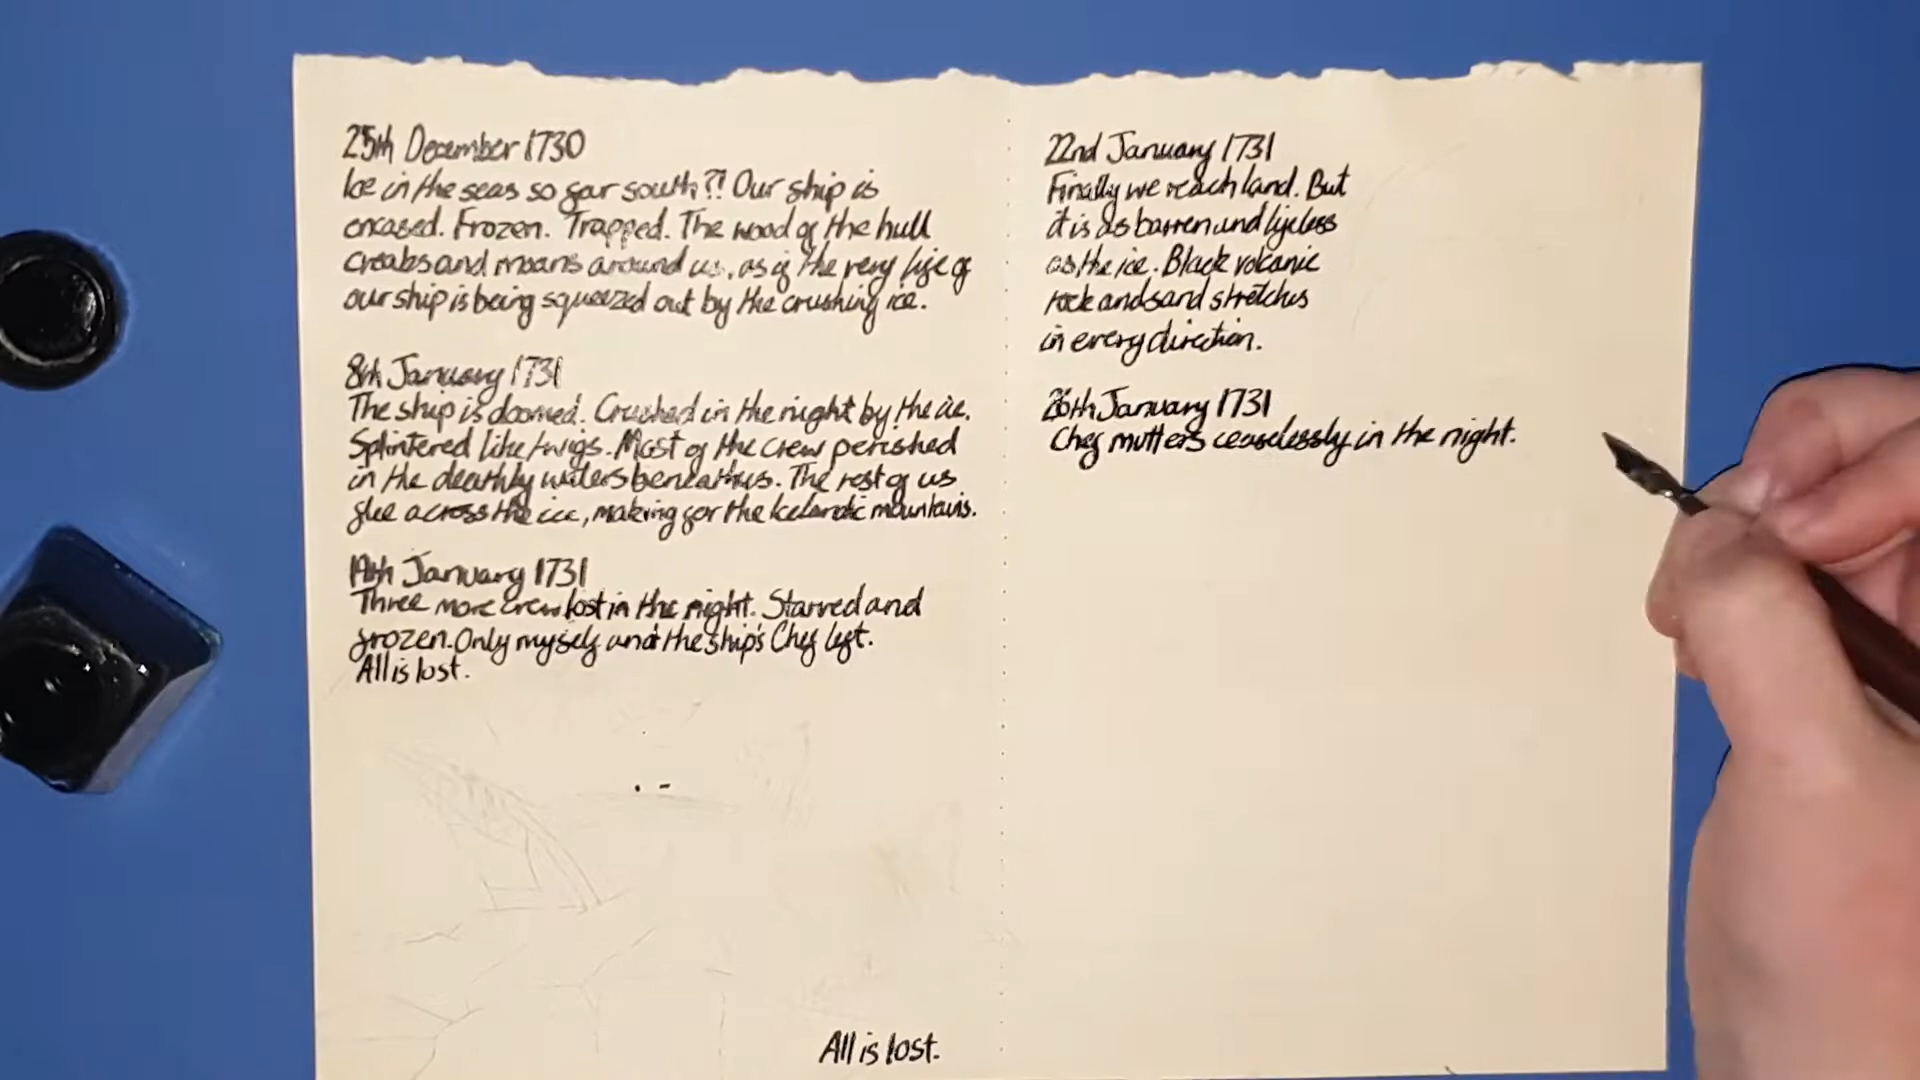 25th December 1730
Ice in the seas so far south?! Our ship is
encased. Frozen. Trapped. The wood of the hull
creaks and moans around us, as if the very life of
our ship is being squeezed out by the crushing ice.
8th January 1731
The ship is doomed. Crushed in the night by the ice.
Splintered like twigs. Most of the crew perished
in the deathly waters beneath us. The rest of us
flee across the ice, making for the Icelandic mountains.
19th January 1731
Three more crew lost in the night. Starved and
frozen. Only myself and the ship's Chef left.
All is lost.
All is lost.
22nd January 1731
Finally we reach land. But
it is as barren and lifeless
as the ice. Black volcanic
rock and sand stretches
in every direction.
26th January 1731
Chef mutters ceaselessly in the night.